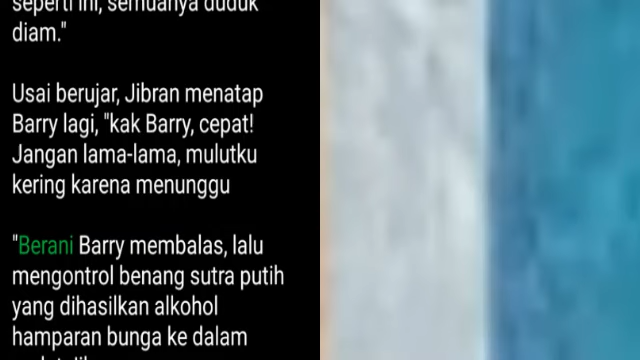 seperti ini, semuanya duduk
diam."
Usai berujar, Jibran menatap
Barry lagi, "kak Barry, cepat!
Jangan lama-lama, mulutku
kering karena menunggu
"Berani Barry membalas, lalu
mengontrol benang sutra putih
yang dihasilkan alkohol
hamparan bunga ke dalam